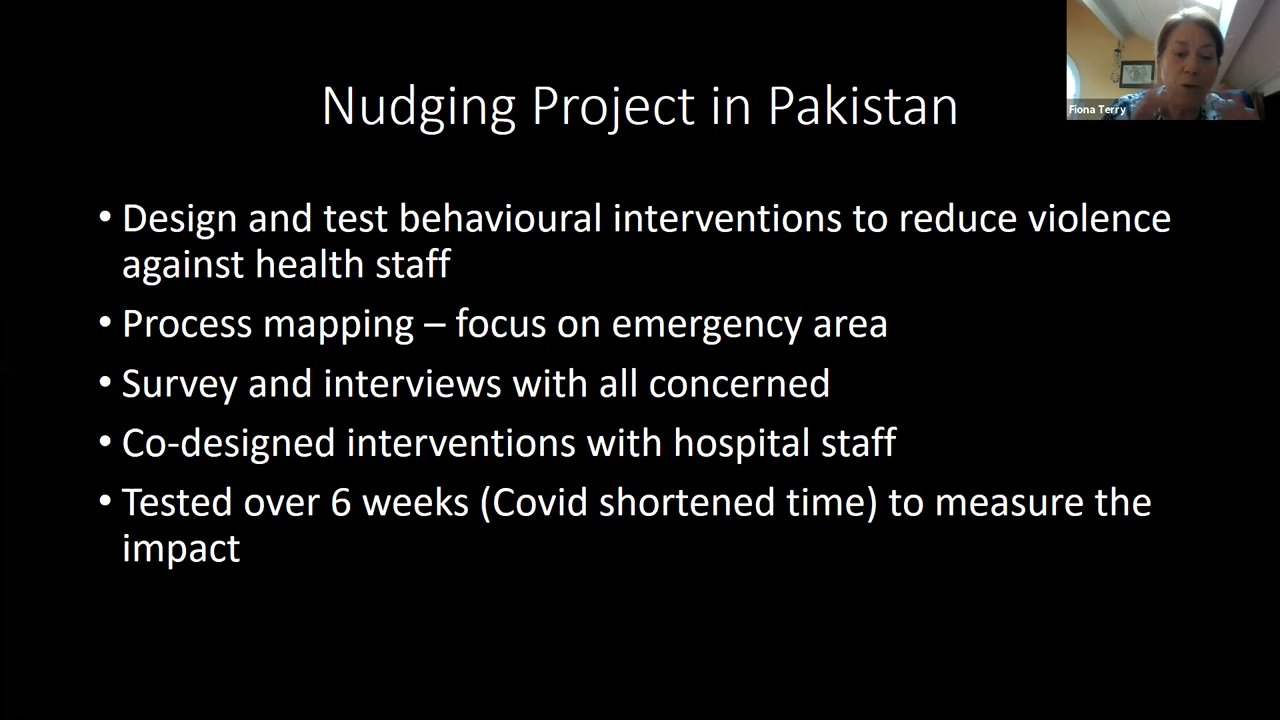 Nudging Project in Pakistan
Fiona Terry
• Design and test behavioural interventions to reduce violence
against health staff
• Process mapping – focus on emergency area
• Survey and interviews with all concerned
• Co-designed interventions with hospital staff
• Tested over 6 weeks (Covid shortened time) to measure the
impact